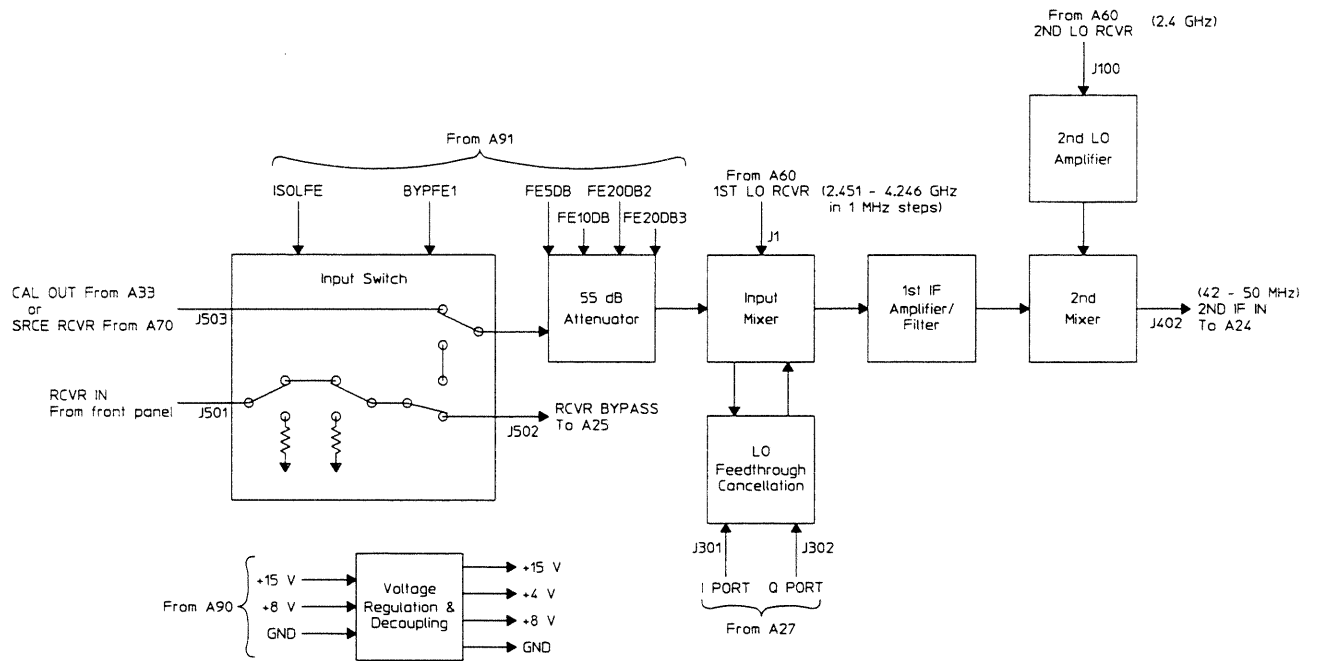 From A60
2ND LO RCVR
(2.4 GHz)
J100
2nd LO
Amplifier
From A91
ISOLFE
BYPFE1
FE5DB
FE20DB2
FE10DB
FE20DB3
From A60
1ST LO RCVR
(2.451 - 4.246 GHz
in 1 MHz steps)
J1
Input Switch
CAL OUT From A33
or
SRCE RCVR From A70
J503
55 dB
Attenuator
Input
Mixer
1st IF
Amplifier/
Filter
2nd
Mixer
(42 - 50 MHz)
2ND IF IN
To A24
J402
RCVR IN
From front panel
J501
J502
RCVR BYPASS
To A25
LO
Feedthrough
Cancellation
J301
J302
I PORT
Q PORT
From A27
From A90
+15 V
+8 V
GND
Voltage
Regulation &
Decoupling
+15 V
+4 V
+8 V
GND